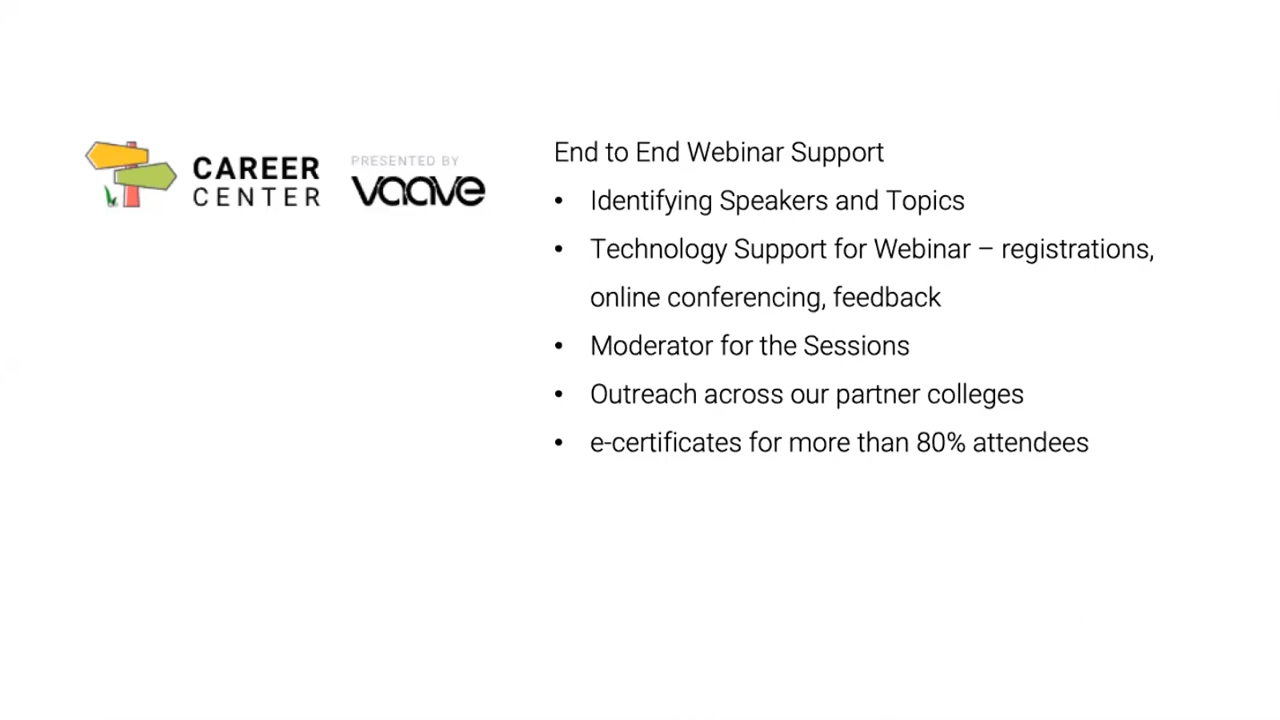 CAREER
CENTER
PRESENTED BY
vaave
End to End Webinar Support
• Identifying Speakers and Topics
• Technology Support for Webinar – registrations,
online conferencing, feedback
• Moderator for the Sessions
• Outreach across our partner colleges
• e-certificates for more than 80% attendees